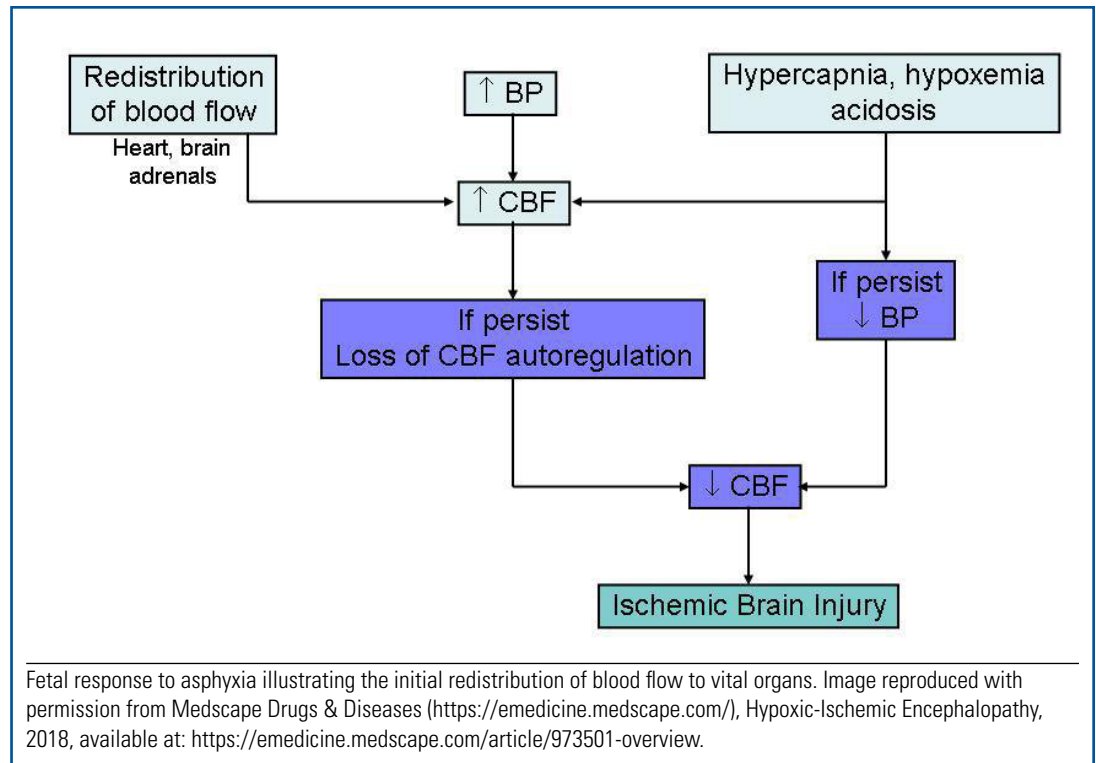 Redistribution
of blood flow
Heart, brain
adrenals
↑ BP
Hypercapnia, hypoxemia
acidosis
↑ CBF
If persist
↓ BP
If persist
Loss of CBF autoregulation
↓ CBF
Ischemic Brain Injury
Fetal response to asphyxia illustrating the initial redistribution of blood flow to vital organs. Image reproduced with
permission from Medscape Drugs & Diseases (https://emedicine.medscape.com/), Hypoxic-Ischemic Encephalopathy,
2018, available at: https://emedicine.medscape.com/article/973501-overview.